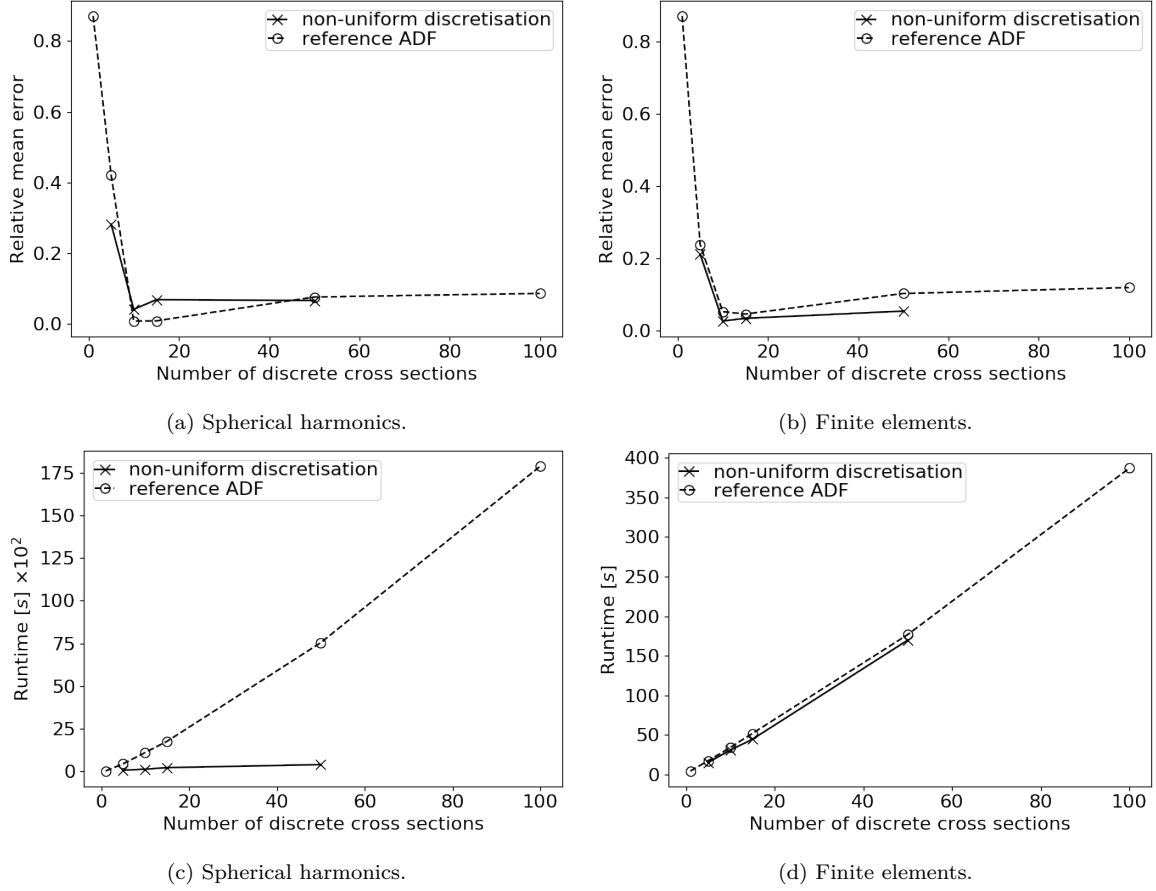 non-uniform discretisation
reference ADF
Relative mean error
0.8
0.6
0.4
0.2
0.0
0 20 40 60 80 100
Number of discrete cross sections
(a) Spherical harmonics.
non-uniform discretisation
reference ADF
Relative mean error
0.8
0.6
0.4
0.2
0.0
0 20 40 60 80 100
Number of discrete cross sections
(b) Finite elements.
non-uniform discretisation
reference ADF
Runtime [s] ×10²
175
150
125
100
75
50
25
0
0 20 40 60 80 100
Number of discrete cross sections
(c) Spherical harmonics.
non-uniform discretisation
reference ADF
Runtime [s]
400
350
300
250
200
150
100
50
0
0 20 40 60 80 100
Number of discrete cross sections
(d) Finite elements.